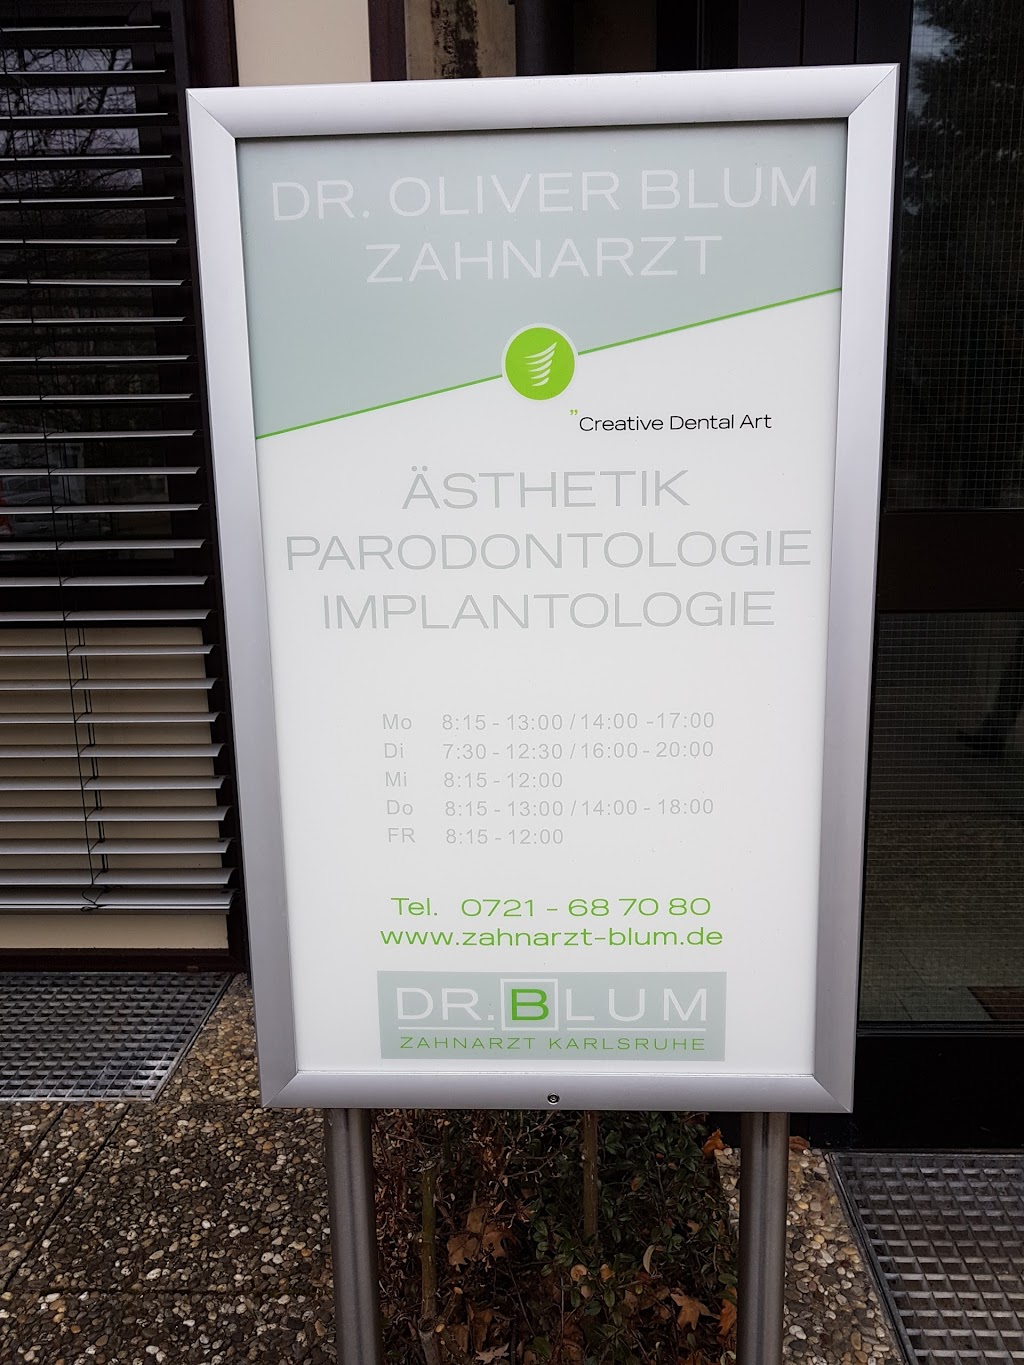 DR. OLIVER BLUM
ZAHNARZT
"Creative Dental Art
ÄSTHETIK
PARODONTOLOGIE
IMPLANTOLOGIE
Mo 8:15 - 13:00 / 14:00 -17:00
Di 7:30 - 12:30 / 16:00 - 20:00
Mi 8:15 - 12:00
Do 8:15 - 13:00 / 14:00 - 18:00
FR 8:15 - 12:00
Tel. 0721 - 68 70 80
www.zahnarzt-blum.de
DR. BLUM
ZAHNARZT KARLSRUHE